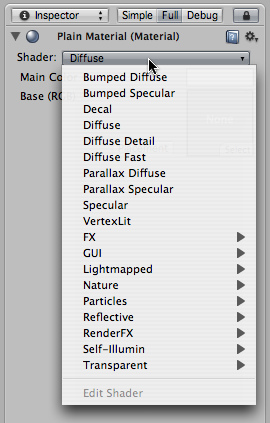 Inspector
Simple Full Debug
Plain Material (Material)
Shader: Diffuse
Main Co
Base (R
Bumped Diffuse
Bumped Specular
Decal
Diffuse
Diffuse Detail
Diffuse Fast
Parallax Diffuse
Parallax Specular
Specular
VertexLit
FX
GUI
Lightmapped
Nature
Particles
Reflective
RenderFX
Self-Illumin
Transparent
Edit Shader